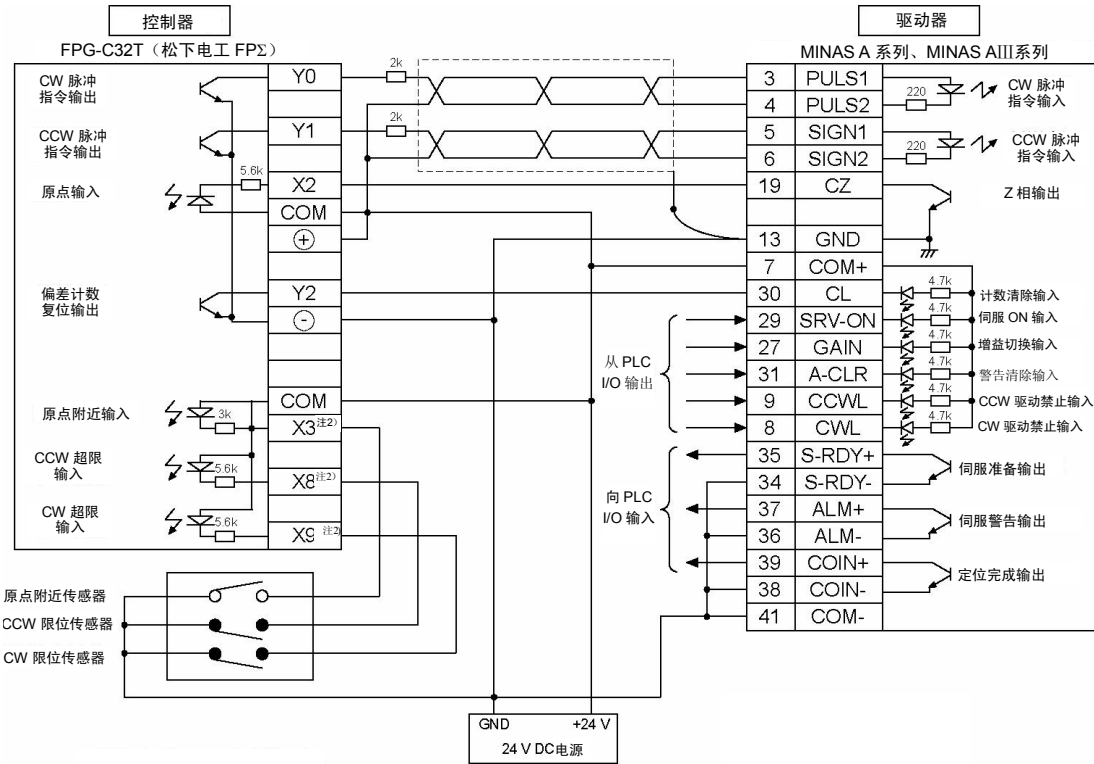 控制器
驱动器
FPG-C32T（松下电工 FPΣ）
MINAS A 系列、MINAS AIII系列
CW 脉冲
指令输出
Y0
2k
3 PULS1
220
CW 脉冲
指令输入
4 PULS2
CCW 脉冲
指令输出
Y1
2k
5 SIGN1
220
CCW 脉冲
指令输入
6 SIGN2
原点输入
5.6k
X2
19 CZ
Z 相输出
COM
+
13 GND
7 COM+
偏差计数
复位输出
Y2
30 CL
4.7k
计数清除输入
-
29 SRV-ON
4.7k
伺服 ON 输入
从 PLC
I/O 输出
27 GAIN
4.7k
增益切换输入
31 A-CLR
4.7k
警告清除输入
COM
9 CCWL
4.7k
CCW 驱动禁止输入
原点附近输入
3k
X3注2)
8 CWL
4.7k
CW 驱动禁止输入
35 S-RDY+
伺服准备输出
CCW 超限
输入
5.6k
X8注2)
34 S-RDY-
向 PLC
I/O 输入
37 ALM+
伺服警告输出
CW 超限
输入
5.6k
X9 注2)
36 ALM-
39 COIN+
定位完成输出
38 COIN-
41 COM-
原点附近传感器
CCW 限位传感器
CW 限位传感器
GND +24 V
24 V DC电源